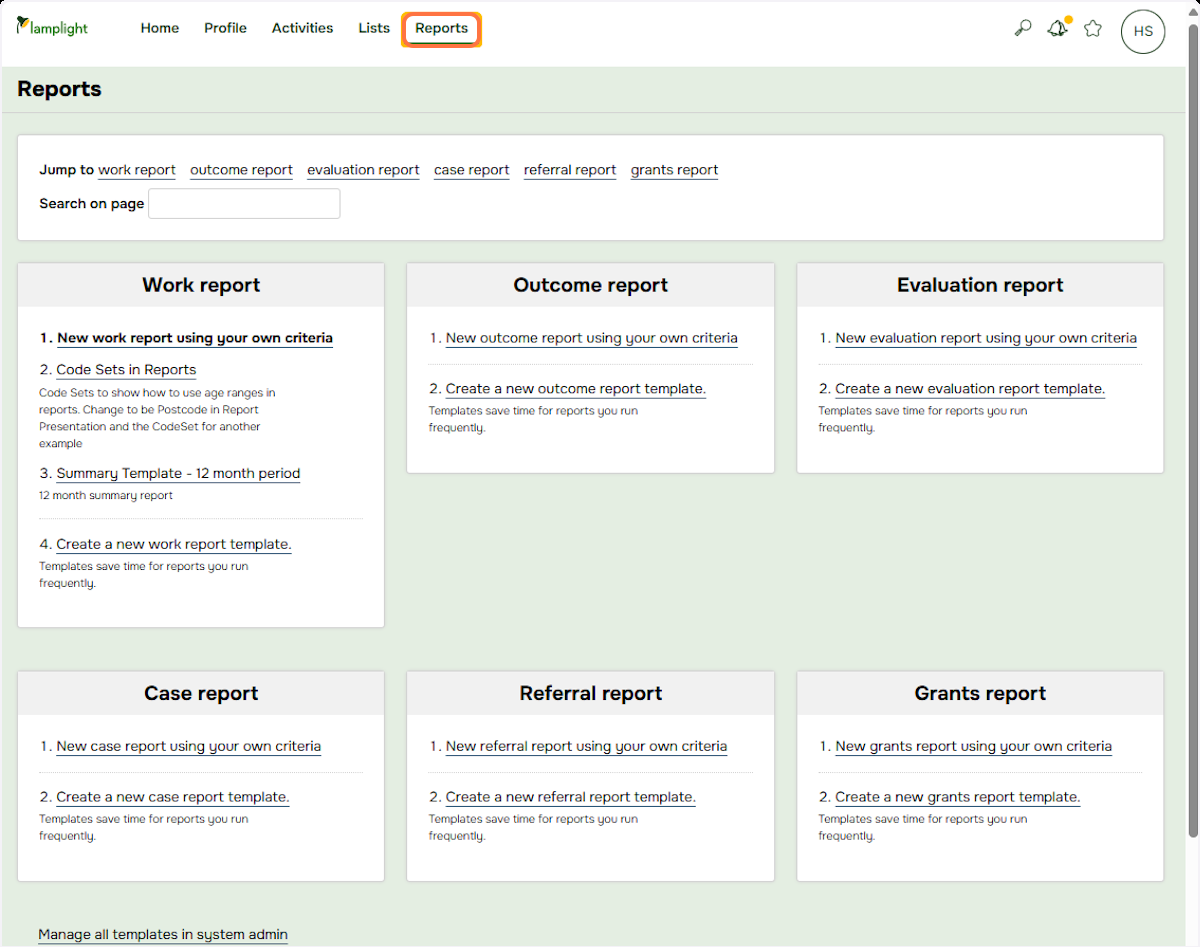 lamplight
Home Profile Activities Lists Reports
HS
Reports
Jump to work report outcome report evaluation report case report referral report grants report
Search on page
Work report
1. New work report using your own criteria
2. Code Sets in Reports
Code Sets to show how to use age ranges in
reports. Change to be Postcode in Report
Presentation and the CodeSet for another
example
3. Summary Template - 12 month period
12 month summary report
4. Create a new work report template.
Templates save time for reports you run
frequently.
Outcome report
1. New outcome report using your own criteria
2. Create a new outcome report template.
Templates save time for reports you run
frequently.
Evaluation report
1. New evaluation report using your own criteria
2. Create a new evaluation report template.
Templates save time for reports you run
frequently.
Case report
1. New case report using your own criteria
2. Create a new case report template.
Templates save time for reports you run
frequently.
Referral report
1. New referral report using your own criteria
2. Create a new referral report template.
Templates save time for reports you run
frequently.
Grants report
1. New grants report using your own criteria
2. Create a new grants report template.
Templates save time for reports you run
frequently.
Manage all templates in system admin